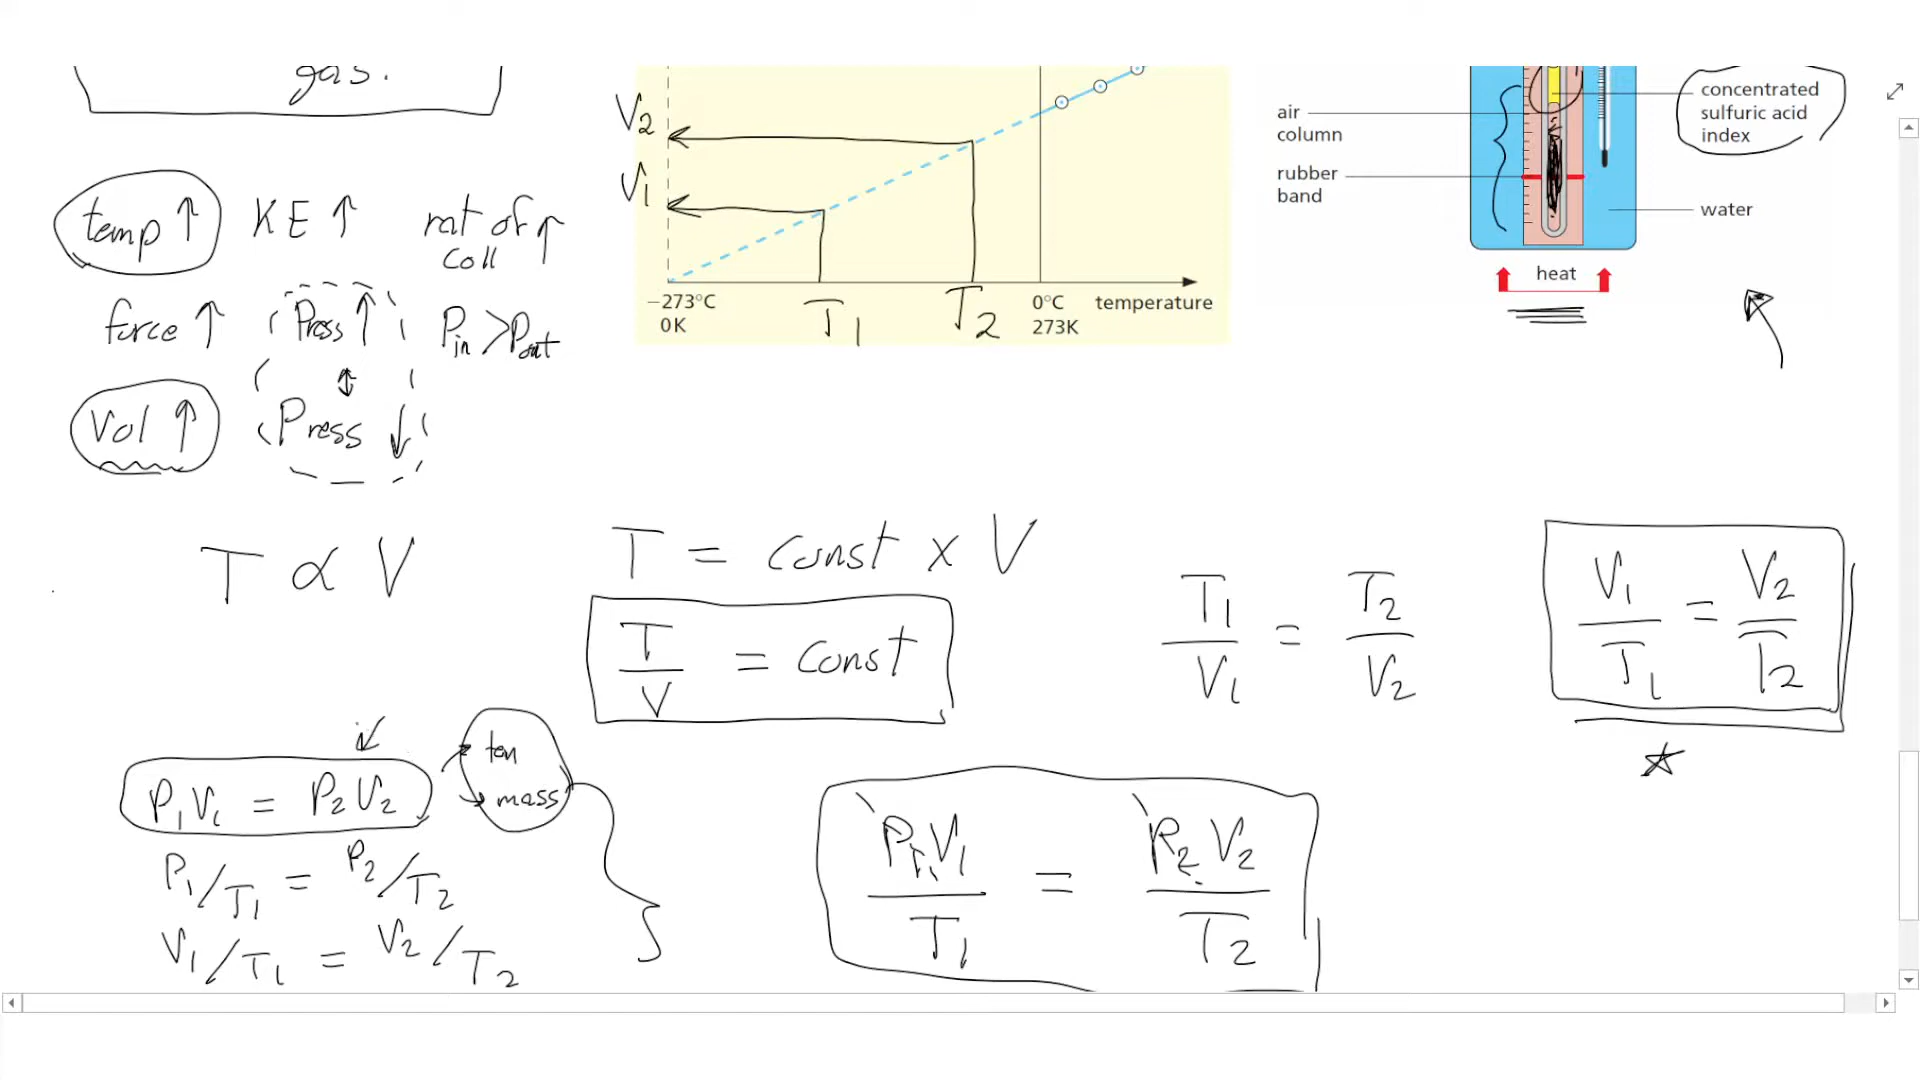 gas.
temp ↑ KE ↑ rat of ↑
coll
force ↑ Press ↑ Pin > Pout
Vol ↑ Press ↓
V2
V1
-273°C
0K
T1
T2
0°C
273K
temperature
air
column
rubber
band
concentrated
sulfuric acid
index
water
heat
T ∝ V
T = const x V
T/V = const
T1/V1 = T2/V2
V1/T1 = V2/T2
P1V1 = P2V2
tem
mass
P1/T1 = P2/T2
V1/T1 = V2/T2
P1V1/T1 = P2V2/T2